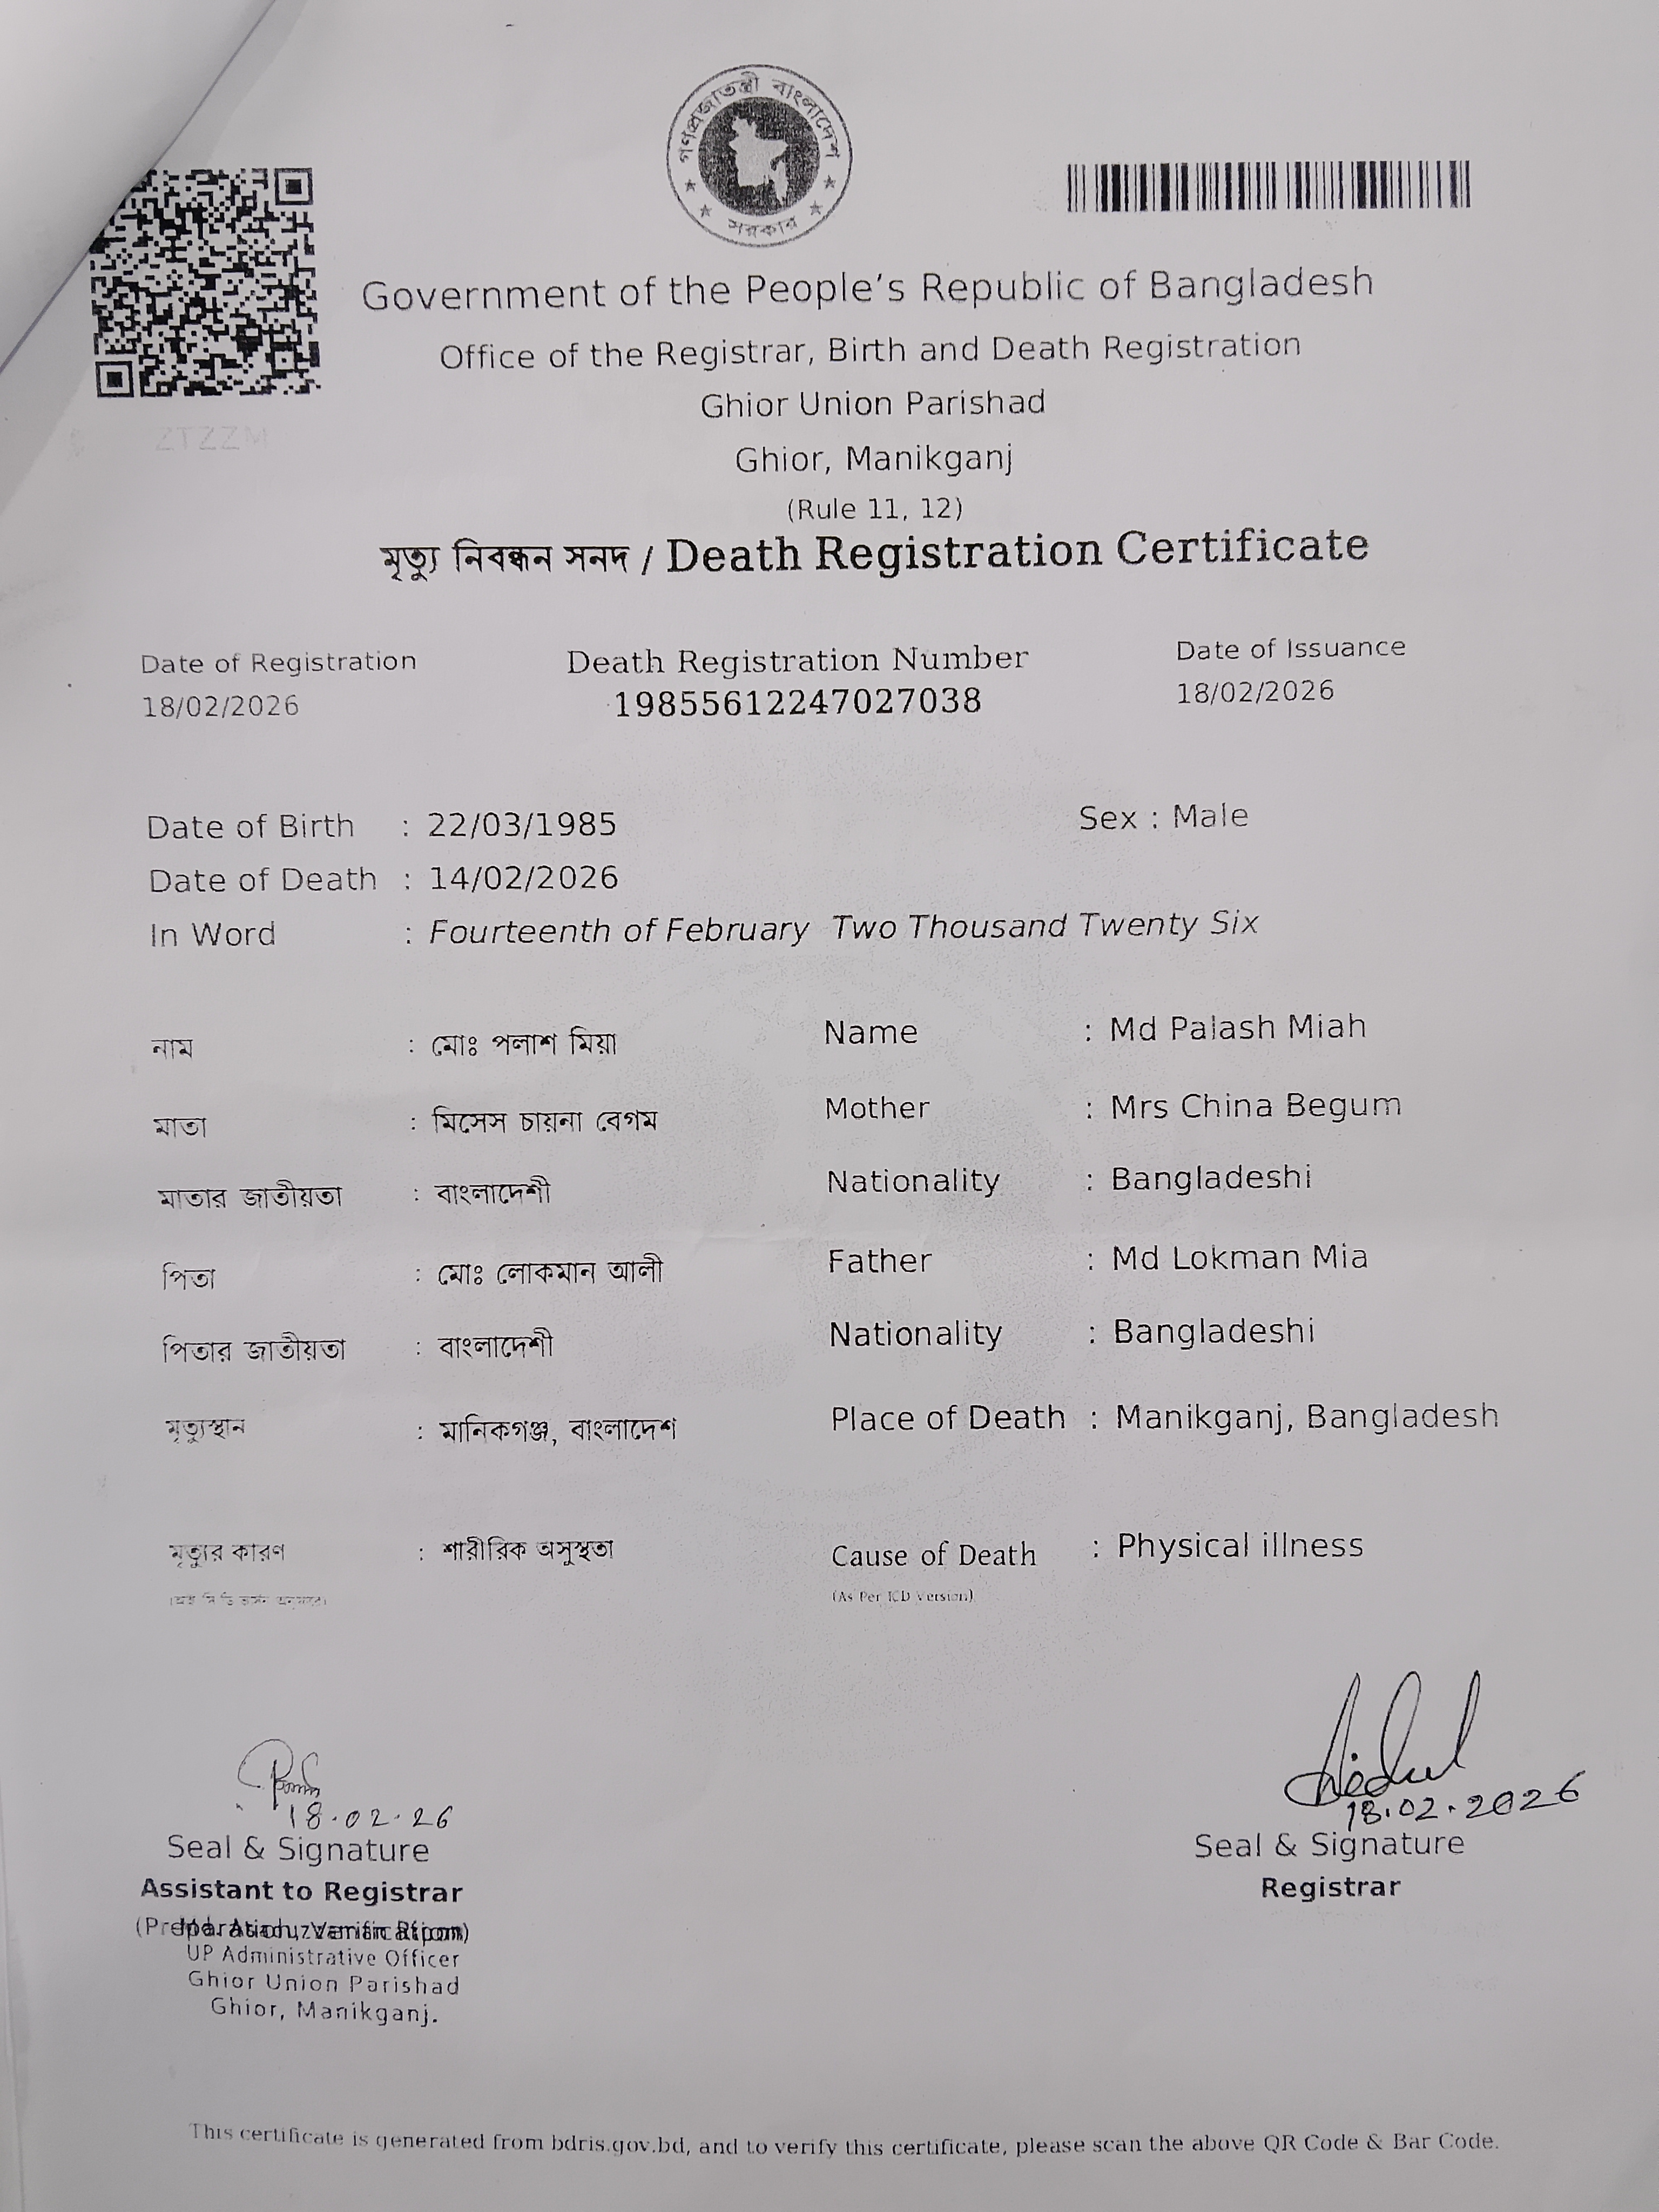 গণপ্রজাতন্ত্রী বাংলাদেশ
সরকার
Government of the People's Republic of Bangladesh
Office of the Registrar, Birth and Death Registration
Ghior Union Parishad
ZTZZM
Ghior, Manikganj
(Rule 11, 12)
মৃত্যু নিবন্ধন সনদ / Death Registration Certificate
Date of Registration Death Registration Number Date of Issuance
18/02/2026 19855612247027038 18/02/2026
Date of Birth : 22/03/1985 Sex : Male
Date of Death : 14/02/2026
In Word : Fourteenth of February Two Thousand Twenty Six
নাম : মোঃ পলাশ মিয়া Name : Md Palash Miah
মাতা : মিসেস চায়না বেগম Mother : Mrs China Begum
মাতার জাতীয়তা : বাংলাদেশী Nationality : Bangladeshi
পিতা : মোঃ লোকমান আলী Father : Md Lokman Mia
পিতার জাতীয়তা : বাংলাদেশী Nationality : Bangladeshi
মৃত্যুস্থান : মানিকগঞ্জ, বাংলাদেশ Place of Death : Manikganj, Bangladesh
মৃত্যুর কারণ : শারীরিক অসুস্থতা Cause of Death : Physical illness
(As Per ICD Version)
18.02.26 18.02.2026
Seal & Signature Seal & Signature
Assistant to Registrar Registrar
(Preparation, Verification)
UP Administrative Officer
Ghior Union Parishad
Ghior, Manikganj.
This certificate is generated from bdris.gov.bd, and to verify this certificate, please scan the above QR Code & Bar Code.